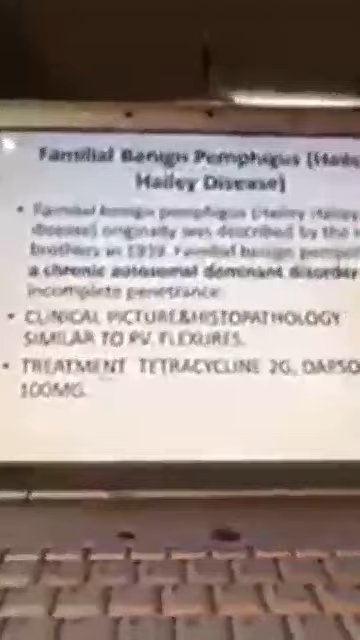 Familial Benign Pemphigus (Hailey
Hailey Disease)
• Familial benign pemphigus (Hailey Hailey
disease) originally was described by the
brothers in 1939. Familial benign
a chronic autosomal dominant disorder
incomplete penetrance.
• CLINICAL PICTURE&HISTOPATHOLOGY
SIMILAR TO PV. FLEXURES.
• TREATMENT TETRACYCLINE 2G, DAPSO
100MG.